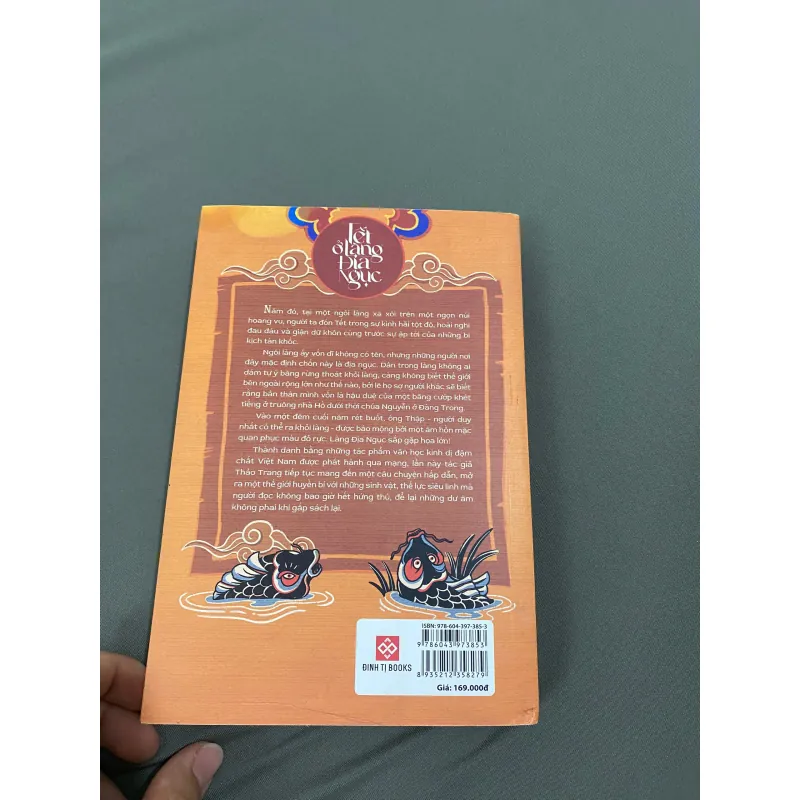 Tết
ở làng
Địa
Ngục
Năm đó, tại một ngôi làng xa xôi trên một ngọn núi
hoang vu, người ta đón Tết trong sự kinh hãi tột độ, hoài nghi
đau đáu và giận dữ khôn cùng trước sự ập tới của những bi
kịch tàn khốc.
Ngôi làng ấy vốn dĩ không có tên, nhưng những người nơi
đây mặc định chốn này là địa ngục. Dân trong làng không ai
dám tự ý băng rừng thoát khỏi làng, càng không biết thế giới
bên ngoài rộng lớn như thế nào, bởi lẽ họ sợ người khác sẽ biết
rằng bản thân mình vốn là hậu duệ của một băng cướp khét
tiếng ở truông nhà Hồ dưới thời chúa Nguyễn ở Đàng Trong.
Vào một đêm cuối năm rét buốt, ông Thập - người duy
nhất có thể ra khỏi làng - được báo mộng bởi một âm hồn mặc
quan phục màu đỏ rực. Làng Địa Ngục sắp gặp họa lớn!
Thành danh bằng những tác phẩm văn học kinh dị đậm
chất Việt Nam được phát hành qua mạng, lần này tác giả
Thảo Trang tiếp tục mang đến một câu chuyện hấp dẫn, mở
ra một thế giới huyền bí với những sinh vật, thế lực siêu linh mà
người đọc không bao giờ hết hứng thú, để lại những dư âm
không phai khi gấp sách lại.
ISBN: 978-604-397-385-3
9 786043 973853
ĐINH TỊ BOOKS
8 935212 358279
Giá: 169.000đ